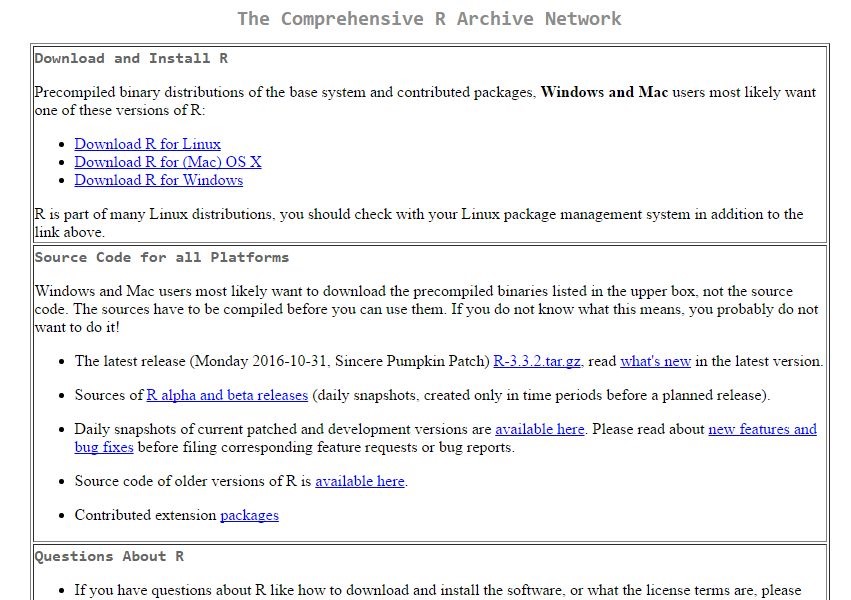 The Comprehensive R Archive Network
Download and Install R
Precompiled binary distributions of the base system and contributed packages, Windows and Mac users most likely want
one of these versions of R:
Download R for Linux
Download R for (Mac) OS X
Download R for Windows
R is part of many Linux distributions, you should check with your Linux package management system in addition to the
link above.
Source Code for all Platforms
Windows and Mac users most likely want to download the precompiled binaries listed in the upper box, not the source
code. The sources have to be compiled before you can use them. If you do not know what this means, you probably do not
want to do it!
The latest release (Monday 2016-10-31, Sincere Pumpkin Patch) R-3.3.2.tar.gz, read what's new in the latest version.
Sources of R alpha and beta releases (daily snapshots, created only in time periods before a planned release).
Daily snapshots of current patched and development versions are available here. Please read about new features and
bug fixes before filing corresponding feature requests or bug reports.
Source code of older versions of R is available here.
Contributed extension packages
Questions About R
If you have questions about R like how to download and install the software, or what the license terms are, please